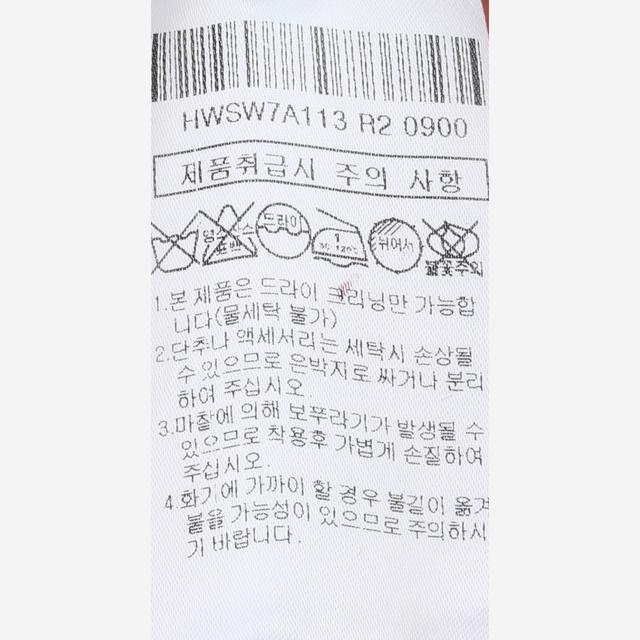 HWSW7A113 R2 0900
제품취급시 주의 사항
드라이
1
80-120℃
뉘어서
불꽃주의
1.본 제품은 드라이 크리닝만 가능합
니다(물세탁 불가)
2.단추나 액세서리는 세탁시 손상될
수 있으므로 은박지로 싸거나 분리
하여 주십시오.
3.마찰에 의해 보푸라기가 발생될 수
있으므로 착용후 가볍게 손질하여
주십시오.
4.화기에 가까이 할 경우 불길이 옮겨
붙을 가능성이 있으므로 주의하시
기 바랍니다.